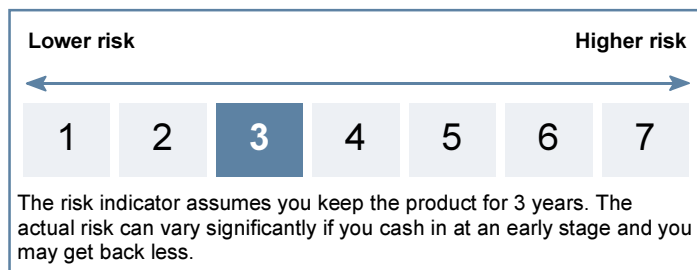 Lower risk Higher risk
1 2 3 4 5 6 7
The risk indicator assumes you keep the product for 3 years. The
actual risk can vary significantly if you cash in at an early stage and you
may get back less.